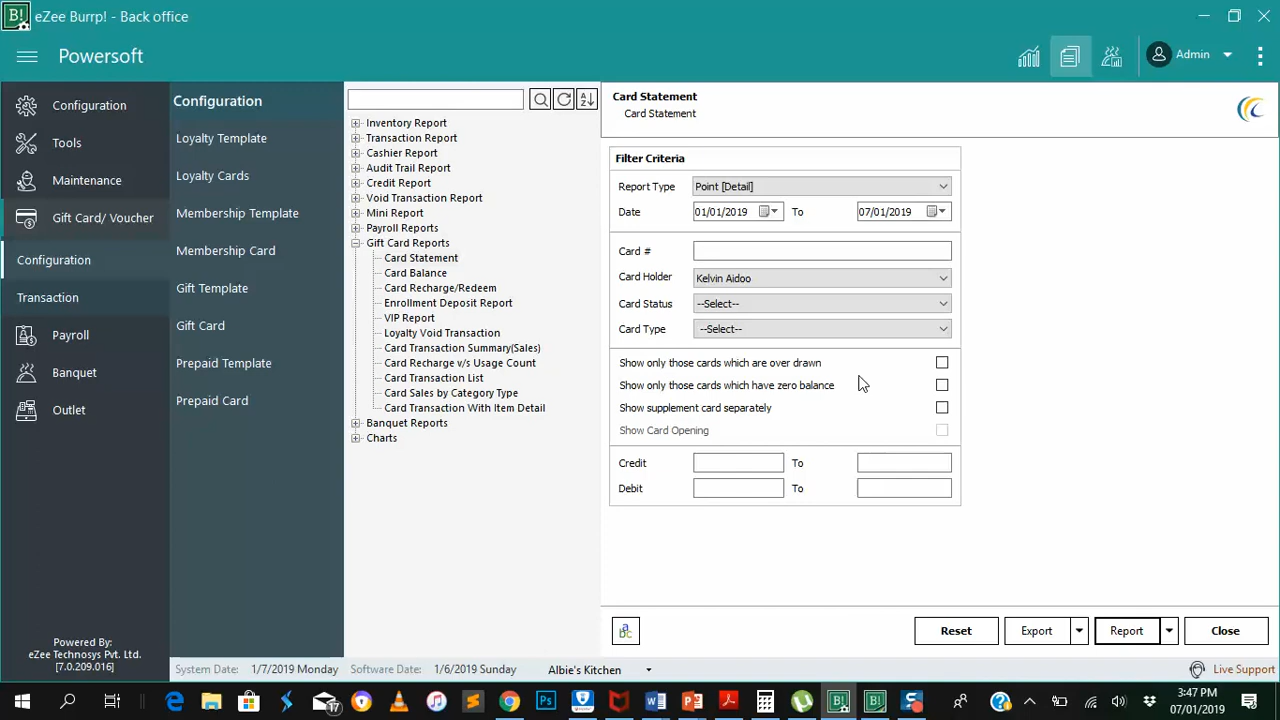 B! eZee Burrp! - Back office
Powersoft
Admin
Configuration
Tools
Maintenance
Gift Card/ Voucher
Configuration
Transaction
Payroll
Banquet
Outlet
Powered By:
eZee Technosys Pvt. Ltd.
[7.0.209.016]
Configuration
Loyalty Template
Loyalty Cards
Membership Template
Membership Card
Gift Template
Gift Card
Prepaid Template
Prepaid Card
Inventory Report
Transaction Report
Cashier Report
Audit Trail Report
Credit Report
Void Transaction Report
Mini Report
Payroll Reports
Gift Card Reports
Card Statement
Card Balance
Card Recharge/Redeem
Enrollment Deposit Report
VIP Report
Loyalty Void Transaction
Card Transaction Summary(Sales)
Card Recharge v/s Usage Count
Card Transaction List
Card Sales by Category Type
Card Transaction With Item Detail
Banquet Reports
Charts
Card Statement
Card Statement
Filter Criteria
Report Type Point [Detail]
Date 01/01/2019 To 07/01/2019
Card #
Card Holder Kelvin Aidoo
Card Status --Select--
Card Type --Select--
Show only those cards which are over drawn
Show only those cards which have zero balance
Show supplement card separately
Show Card Opening
Credit To
Debit To
Reset Export Report Close
System Date: 1/7/2019 Monday Software Date: 1/6/2019 Sunday Albie's Kitchen Live Support
17
3:47 PM
07/01/2019